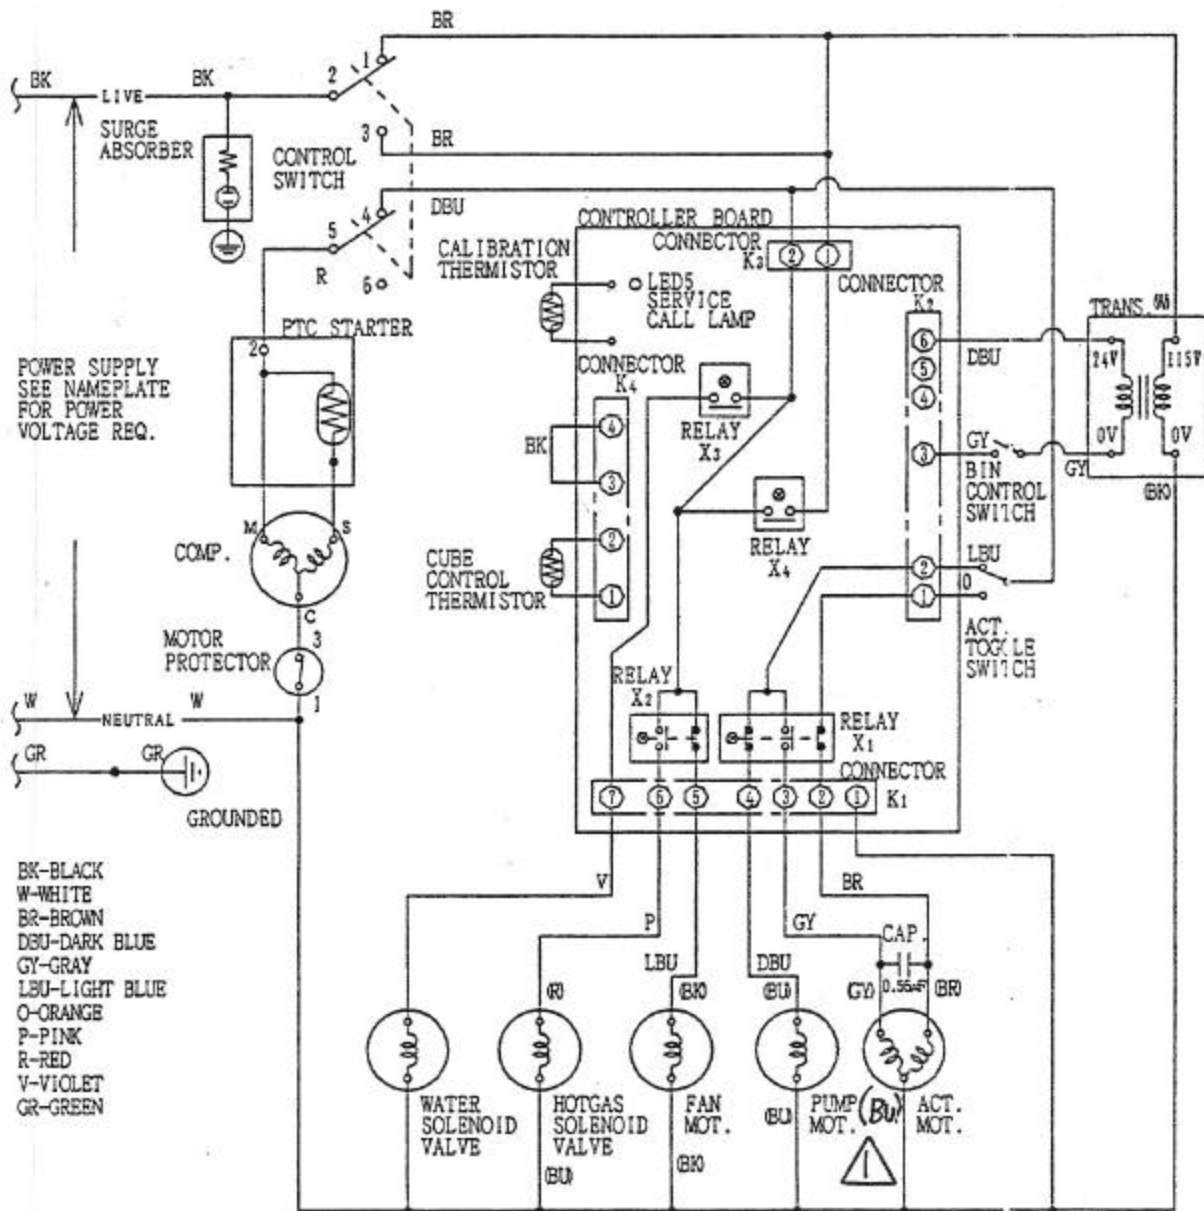 BR
BK
BK
LIVE
2
1
SURGE
ABSORBER
3
BR
CONTROL
SWITCH
4
DBU
5
R
6
CONTROLLER BOARD
CONNECTOR
K3
2
1
CALIBRATION
THERMISTOR
LED5
SERVICE
CALL LAMP
CONNECTOR
K2
TRANS.
(W)
PTC STARTER
2
6
DBU
24V
115V
5
4
POWER SUPPLY
SEE NAMEPLATE
FOR POWER
VOLTAGE REQ.
CONNECTOR
K4
4
BK
3
RELAY
X3
3
GY
BIN
CONTROL
SWITCH
GY
0V
0V
(BK)
M
S
COMP.
C
CUBE
CONTROL
THERMISTOR
2
1
RELAY
X4
2
LBU
1
O
ACT.
TOGGLE
SWITCH
3
MOTOR
PROTECTOR
1
W
NEUTRAL
W
RELAY
X2
RELAY
X1
GR
GR
GROUNDED
CONNECTOR
K1
7
6
5
4
3
2
1
BK-BLACK
W-WHITE
BR-BROWN
DBU-DARK BLUE
GY-GRAY
LBU-LIGHT BLUE
O-ORANGE
P-PINK
R-RED
V-VIOLET
GR-GREEN
V
P
LBU
DBU
GY
BR
CAP.
(R)
(BK)
(BU)
(GY)
(BR)
WATER
SOLENOID
VALVE
HOTGAS
SOLENOID
VALVE
(BU)
FAN
MOT.
(BK)
(BU)
PUMP
MOT.
(Bu)
1
ACT.
MOT.